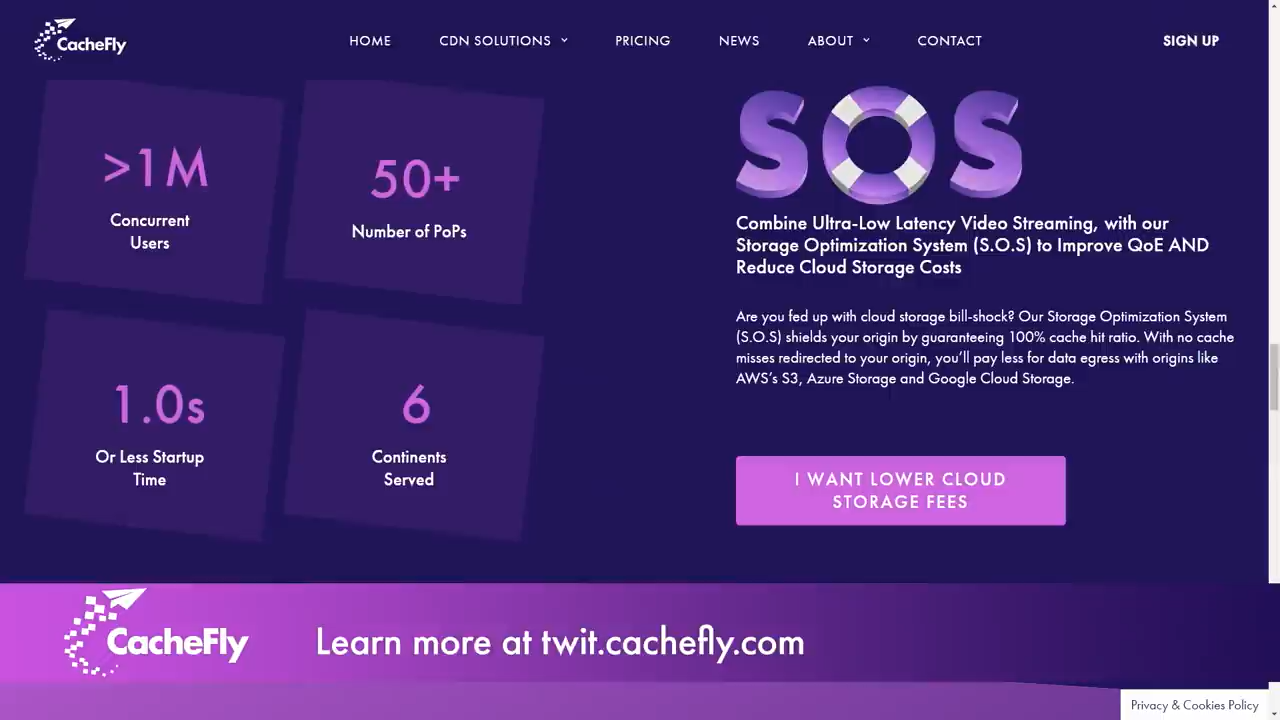 CacheFly
HOME
CDN SOLUTIONS
PRICING
NEWS
ABOUT
CONTACT
SIGN UP
>1M
Concurrent
Users
50+
Number of PoPs
1.0s
Or Less Startup
Time
6
Continents
Served
SOS
Combine Ultra-Low Latency Video Streaming, with our
Storage Optimization System (S.O.S) to Improve QoE AND
Reduce Cloud Storage Costs
Are you fed up with cloud storage bill-shock? Our Storage Optimization System
(S.O.S) shields your origin by guaranteeing 100% cache hit ratio. With no cache
misses redirected to your origin, you'll pay less for data egress with origins like
AWS's S3, Azure Storage and Google Cloud Storage.
I WANT LOWER CLOUD
STORAGE FEES
CacheFly
Learn more at twit.cachefly.com
Privacy & Cookies Policy